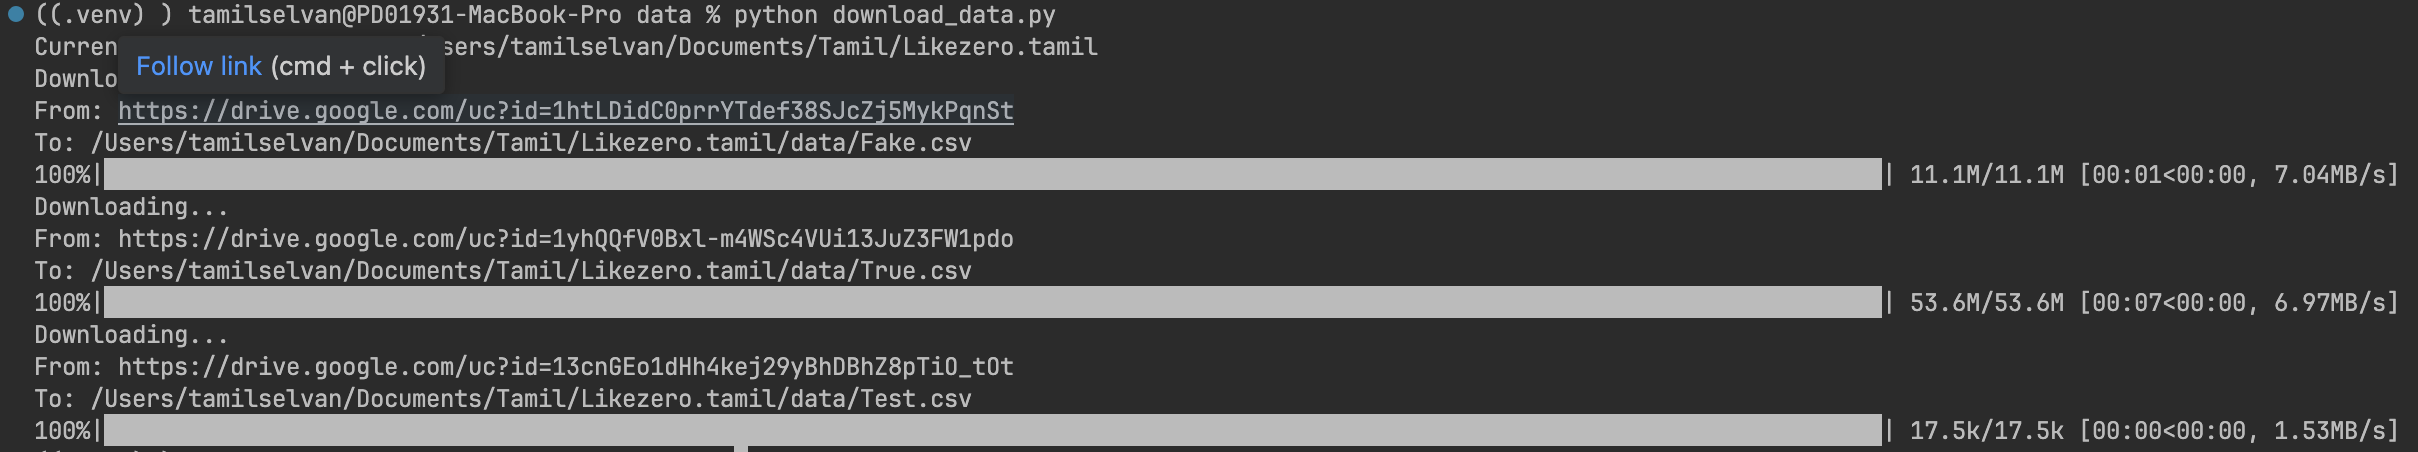 ((.venv) ) tamilselvan@PD01931-MacBook-Pro data % python download_data.py
Curren sers/tamilselvan/Documents/Tamil/Likezero.tamil
Follow link (cmd + click)
Downlo
From: https://drive.google.com/uc?id=1htLDidC0prrYTdef38SJcZj5MykPqnSt
To: /Users/tamilselvan/Documents/Tamil/Likezero.tamil/data/Fake.csv
100%| | 11.1M/11.1M [00:01<00:00, 7.04MB/s]
Downloading...
From: https://drive.google.com/uc?id=1yhQQfV0Bxl-m4WSc4VUi13JuZ3FW1pdo
To: /Users/tamilselvan/Documents/Tamil/Likezero.tamil/data/True.csv
100%| | 53.6M/53.6M [00:07<00:00, 6.97MB/s]
Downloading...
From: https://drive.google.com/uc?id=13cnGEo1dHh4kej29yBhDBhZ8pTiO_tOt
To: /Users/tamilselvan/Documents/Tamil/Likezero.tamil/data/Test.csv
100%| | 17.5k/17.5k [00:00<00:00, 1.53MB/s]